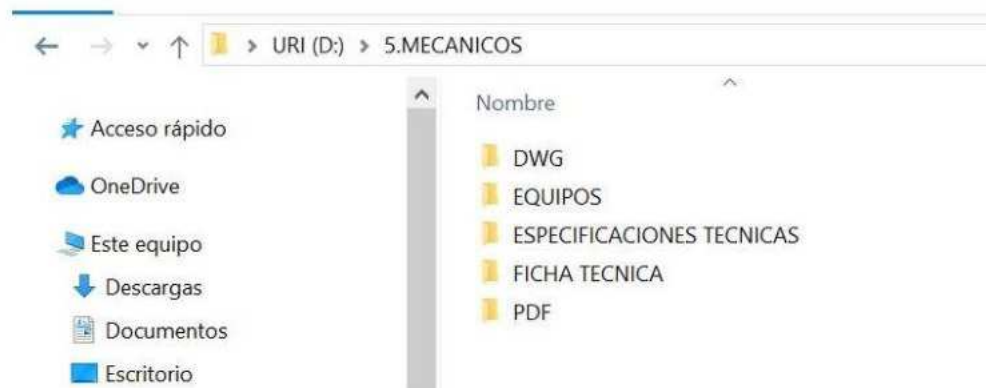 URI (D:) > 5.MECANICOS
Acceso rápido
OneDrive
Este equipo
Descargas
Documentos
Escritorio
Nombre
DWG
EQUIPOS
ESPECIFICACIONES TECNICAS
FICHA TECNICA
PDF